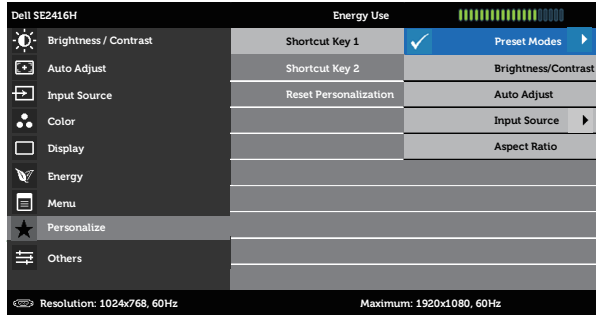 Dell SE2416H Energy Use
Brightness / Contrast Shortcut Key 1 Preset Modes
Auto Adjust Shortcut Key 2 Brightness/Contrast
Input Source Reset Personalization Auto Adjust
Color Input Source
Display Aspect Ratio
Energy
Menu
Personalize
Others
Resolution: 1024x768, 60Hz Maximum: 1920x1080, 60Hz